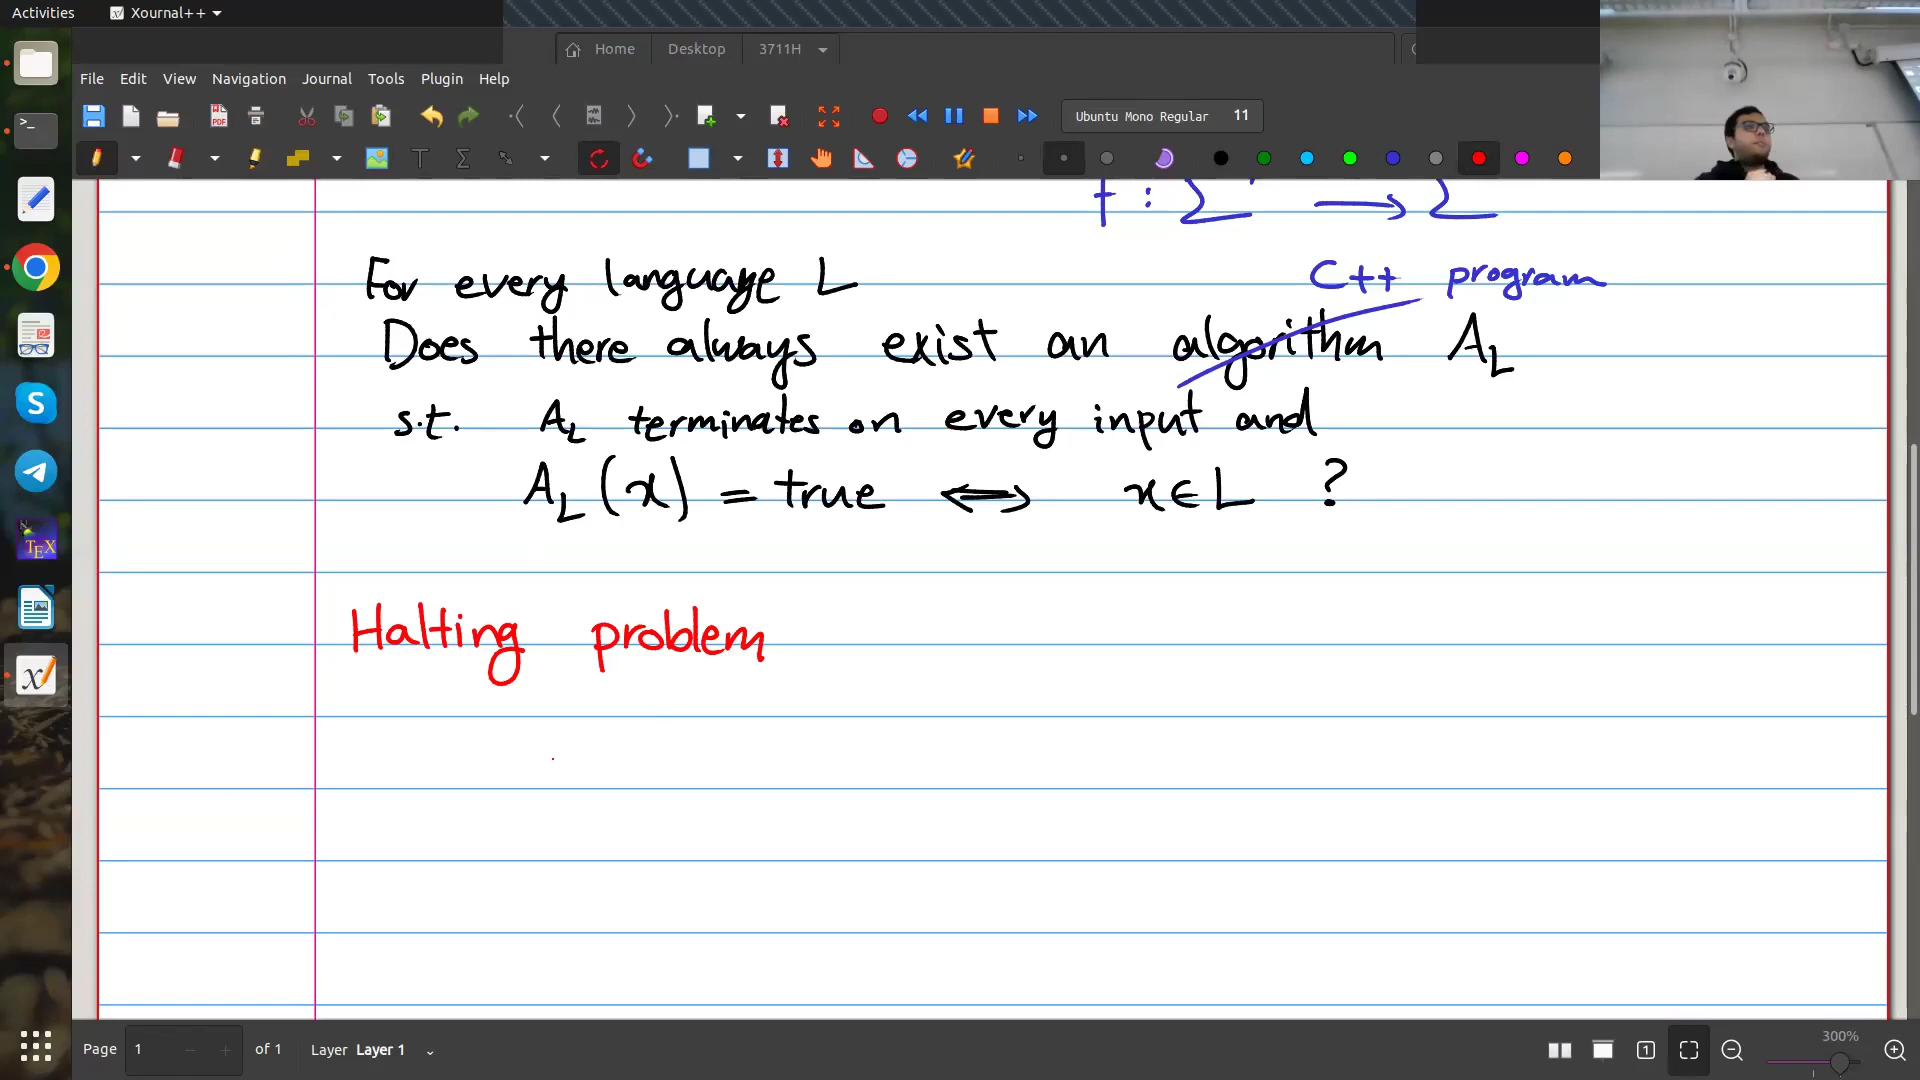 Activities Xournal++
Home Desktop 3711H
File Edit View Navigation Journal Tools Plugin Help
Ubuntu Mono Regular 11
f : Σ* → Σ
For every language L
C++ program
Does there always exist an algorithm A_L
s.t. A_L terminates on every input and
A_L(x) = true ⟺ x ∈ L ?
Halting problem
Page 1 of 1 Layer Layer 1
300%